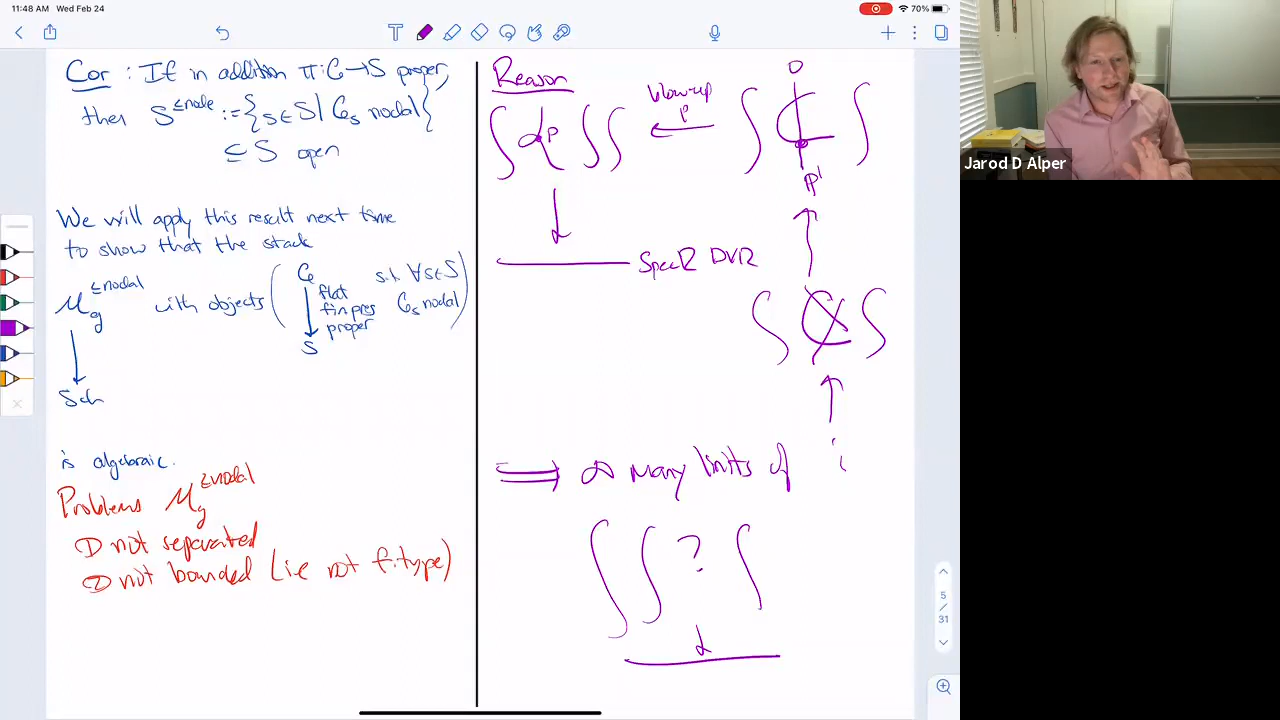 11:48 AM Wed Feb 24
70%
Cor : If in addition π: C→S proper,
then S^{≤node} := {s∈S | C_s nodal}
⊆ S open
We will apply this result next time
to show that the stack
M_g^{≤nodal} with objects ( C → S flat fin pres proper s.t. ∀s∈S C_s nodal )
↓
Sch
is algebraic.
Problems M_g^{≤nodal}
① not separated
② not bounded (ie not f.type)
Reason
P
blow-up
P
0
P^1
Spec R DVR
⟹ ∞ many limits of
?
Jarod D Alper
5
/
31